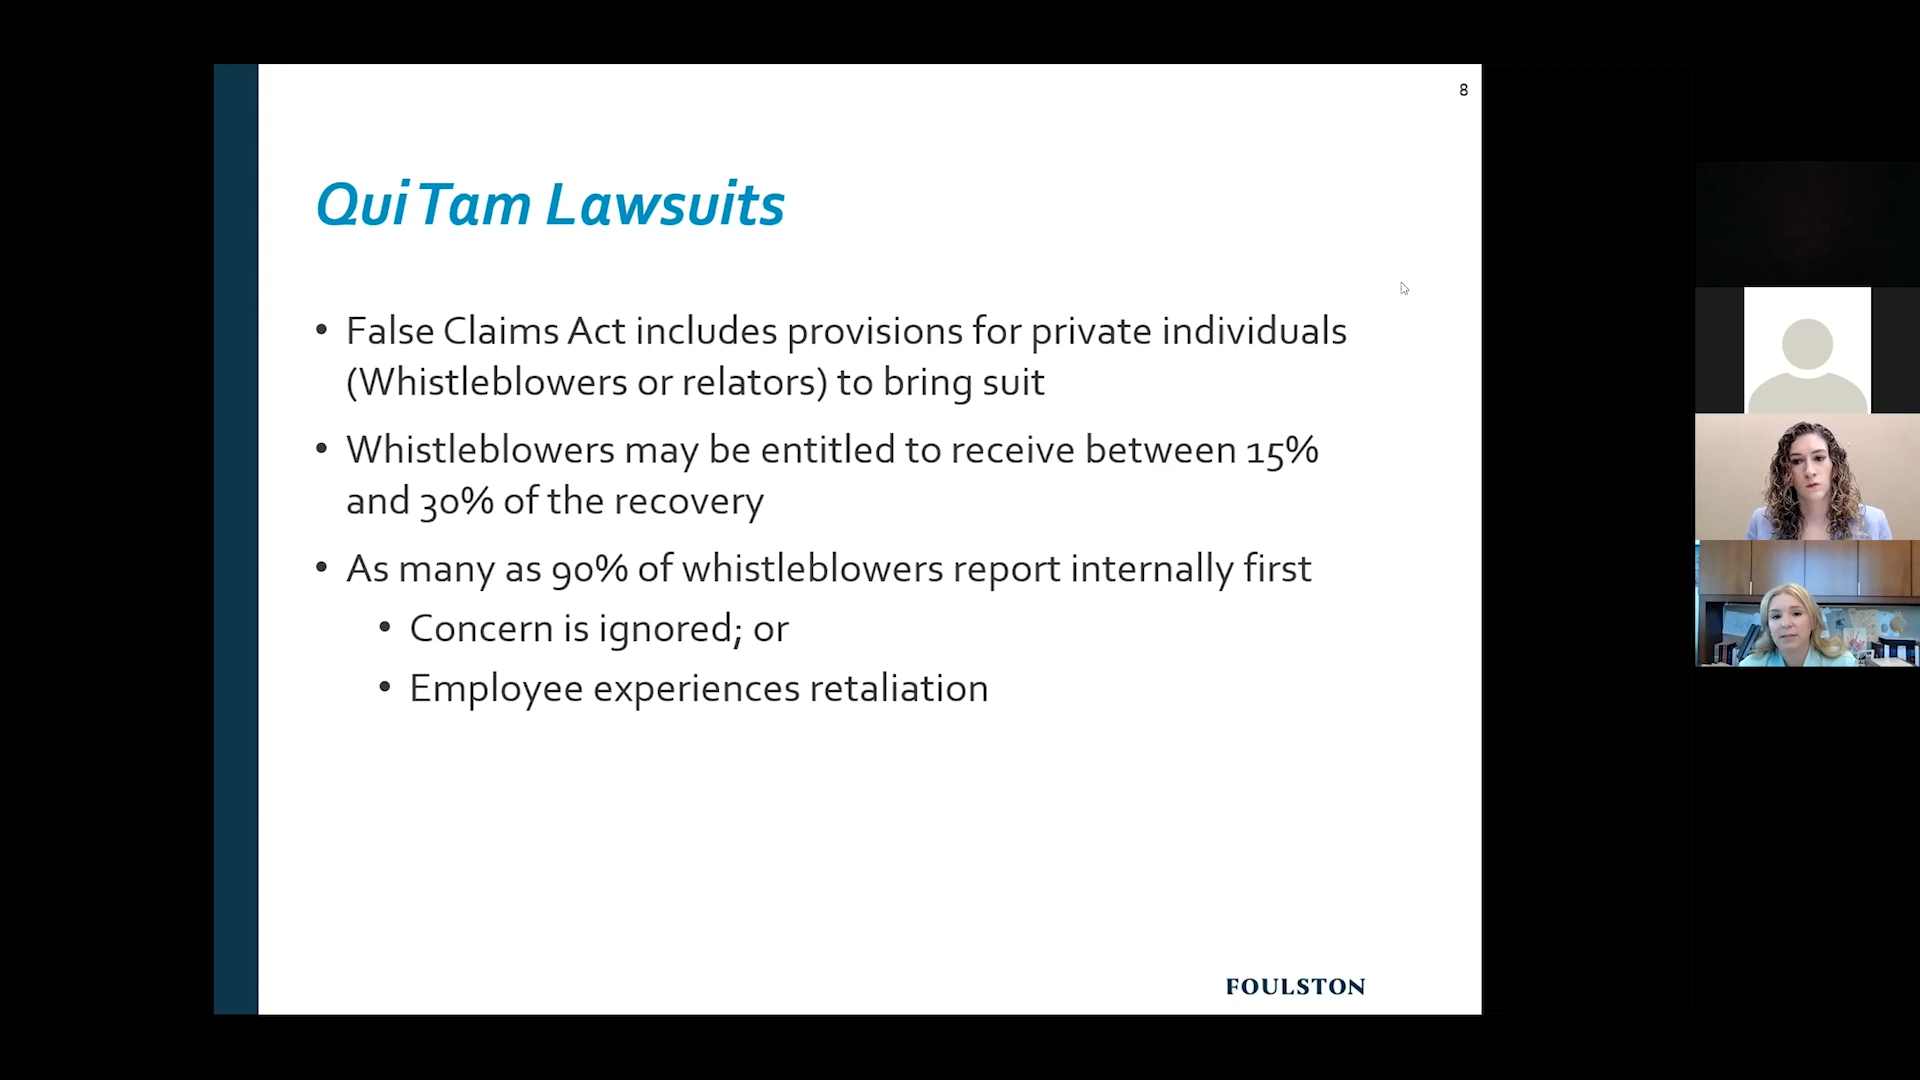 8
Qui Tam Lawsuits
• False Claims Act includes provisions for private individuals
(Whistleblowers or relators) to bring suit
• Whistleblowers may be entitled to receive between 15%
and 30% of the recovery
• As many as 90% of whistleblowers report internally first
• Concern is ignored; or
• Employee experiences retaliation
FOULSTON